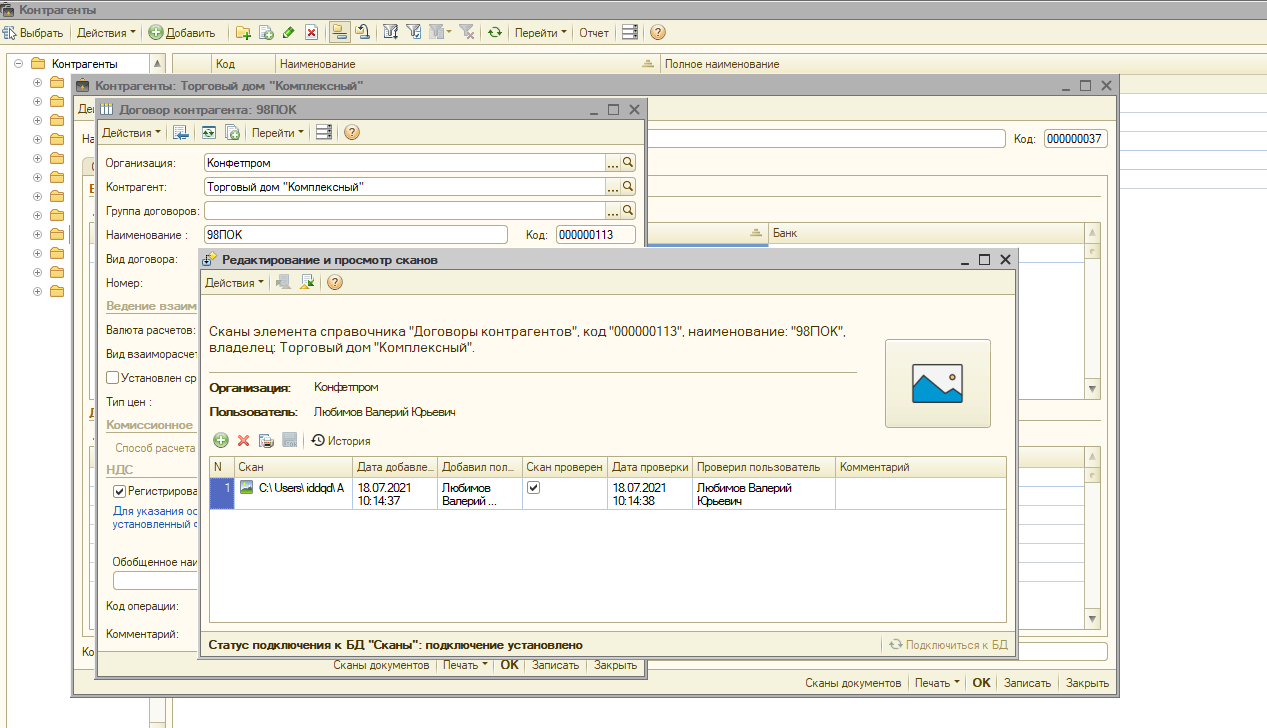 Контрагенты
Выбрать Действия Добавить Перейти Отчет
Контрагенты Код Наименование Полное наименование
Контрагенты: Торговый дом "Комплексный"
Договор контрагента: 98ПОК
Действия Перейти
Код: 000000037
Организация: Конфетпром ...
Контрагент: Торговый дом "Комплексный" ...
Группа договоров: ...
Наименование : 98ПОК Код: 000000113
Банк
Вид договора:
Номер:
Ведение взаим
Валюта расчетов:
Вид взаиморасчет
Установлен ср
Тип цен :
Комиссионное
Способ расчета
НДС
Регистрирова
Для указания ос
установленный
Обобщенное наи
Код операции:
Комментарий:
Редактирование и просмотр сканов
Действия
Сканы элемента справочника "Договоры контрагентов", код "000000113", наименование: "98ПОК",
владелец: Торговый дом "Комплексный".
Организация: Конфетпром
Пользователь: Любимов Валерий Юрьевич
История
N Скан Дата добавле... Добавил пол... Скан проверен Дата проверки Проверил пользователь Комментарий
1 C:\Users\iddqd\A 18.07.2021 Любимов 18.07.2021 Любимов Валерий
10:14:37 Валерий ... 10:14:38 Юрьевич
Статус подключения к БД "Сканы": подключение установлено Подключиться к БД
Сканы документов Печать OK Записать Закрыть
Сканы документов Печать OK Записать Закрыть